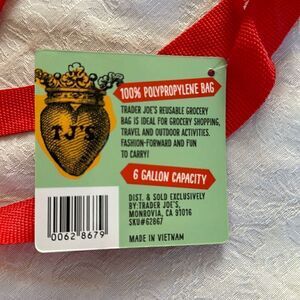 100% POLYPROPYLENE BAG
TRADER JOE'S REUSABLE GROCERY
BAG IS IDEAL FOR GROCERY SHOPPING,
TRAVEL AND OUTDOOR ACTIVITIES.
FASHION-FORWARD AND FUN
TO CARRY!
T.J'S
6 GALLON CAPACITY
DIST. & SOLD EXCLUSIVELY
BY:TRADER JOE'S,
MONROVIA, CA 91016
SKU#62867
MADE IN VIETNAM
0062 8679